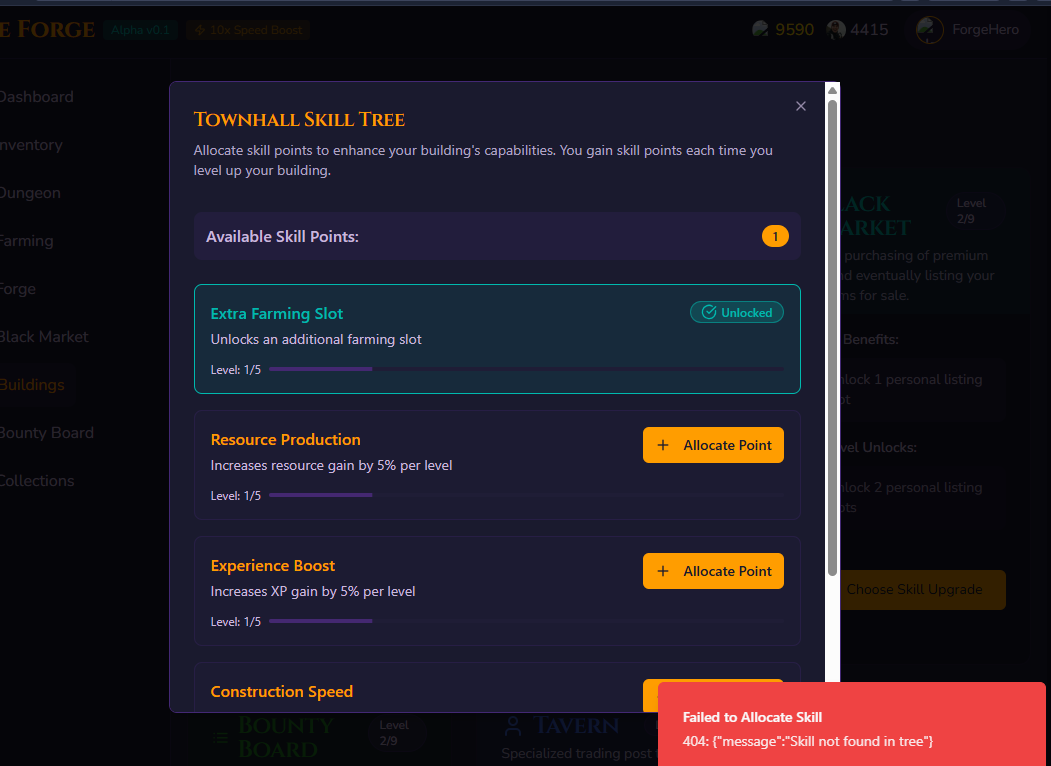 E FORGE
Alpha v0.1
10x Speed Boost
9590
4415
ForgeHero
Dashboard
nventory
Dungeon
Farming
Forge
Black Market
Buildings
Bounty Board
Collections
TOWNHALL SKILL TREE
Allocate skill points to enhance your building's capabilities. You gain skill points each time you
level up your building.
Available Skill Points:
1
Extra Farming Slot
Unlocked
Unlocks an additional farming slot
Level: 1/5
Resource Production
Allocate Point
Increases resource gain by 5% per level
Level: 1/5
Experience Boost
Allocate Point
Increases XP gain by 5% per level
Level: 1/5
Construction Speed
LACK
ARKET
Level
2/9
purchasing of premium
nd eventually listing your
ms for sale.
Benefits:
nlock 1 personal listing
ot
vel Unlocks:
nlock 2 personal listing
ots
Choose Skill Upgrade
BOUNTY
BOARD
Level
2/9
TAVERN
Specialized trading post
Failed to Allocate Skill
404: {"message":"Skill not found in tree"}